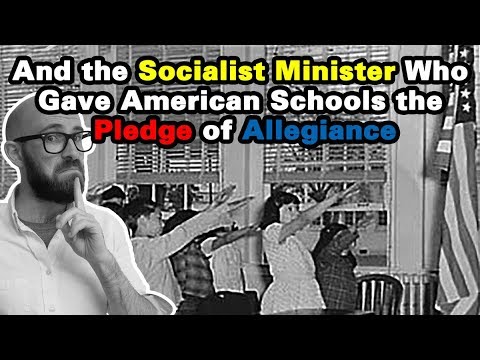 And the Socialist Minister Who
Gave American Schools the
Pledge of Allegiance